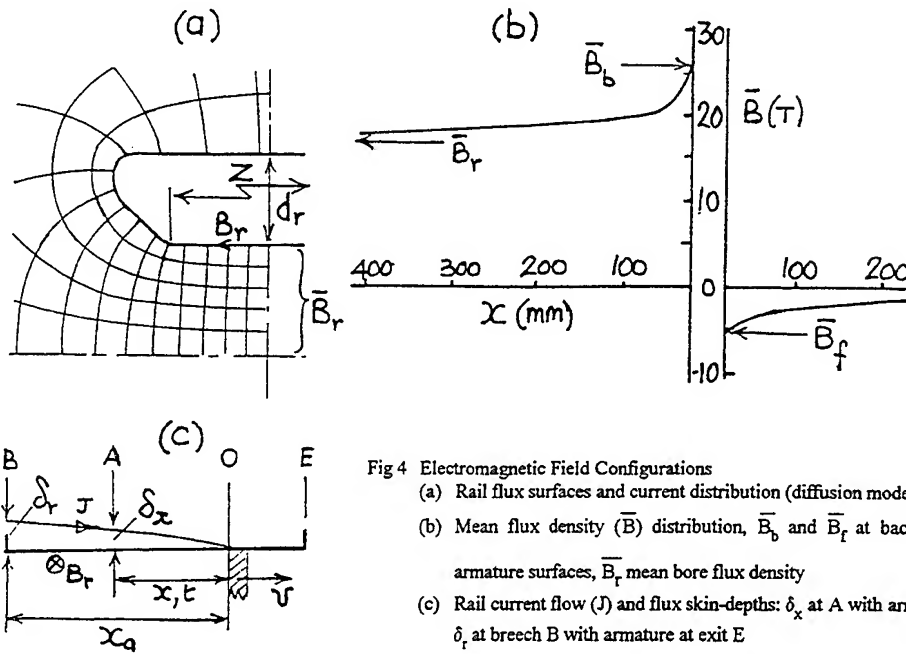 (a)
Z
d_r
B_r
B̄_r
(b)
30
B̄_b
B̄(T)
20
B̄_r
10
400 300 200 100 0 100 200
x (mm)
B̄_f
-10
(c)
B A O E
δ_r J δ_x
⊗B_r x,t v
x_a
Fig 4 Electromagnetic Field Configurations
(a) Rail flux surfaces and current distribution (diffusion mode
(b) Mean flux density (B̄) distribution, B̄_b and B̄_f at bac
armature surfaces, B̄_r mean bore flux density
(c) Rail current flow (J) and flux skin-depths: δ_x at A with ar
δ_r at breech B with armature at exit E